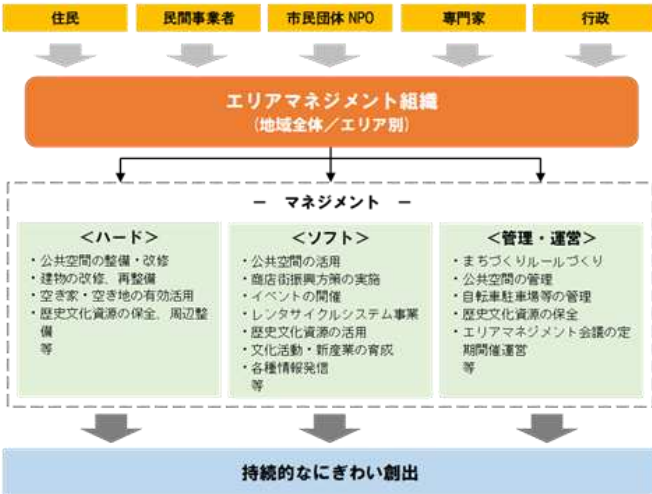 住民
民間事業者
市民団体 NPO
専門家
行政
エリアマネジメント組織
(地域全体／エリア別)
－ マネジメント －
＜ハード＞
・公共空間の整備・改修
・建物の改修、再整備
・空き家・空き地の有効活用
・歴史文化資源の保全、周辺整
備
等
＜ソフト＞
・公共空間の活用
・商店街振興方策の実施
・イベントの開催
・レンタサイクルシステム事業
・歴史文化資源の活用
・文化活動・新産業の育成
・各種情報発信
等
＜管理・運営＞
・まちづくりルールづくり
・公共空間の管理
・自転車駐車場等の管理
・歴史文化資源の保全
・エリアマネジメント会議の定
期開催運営
等
持続的なにぎわい創出